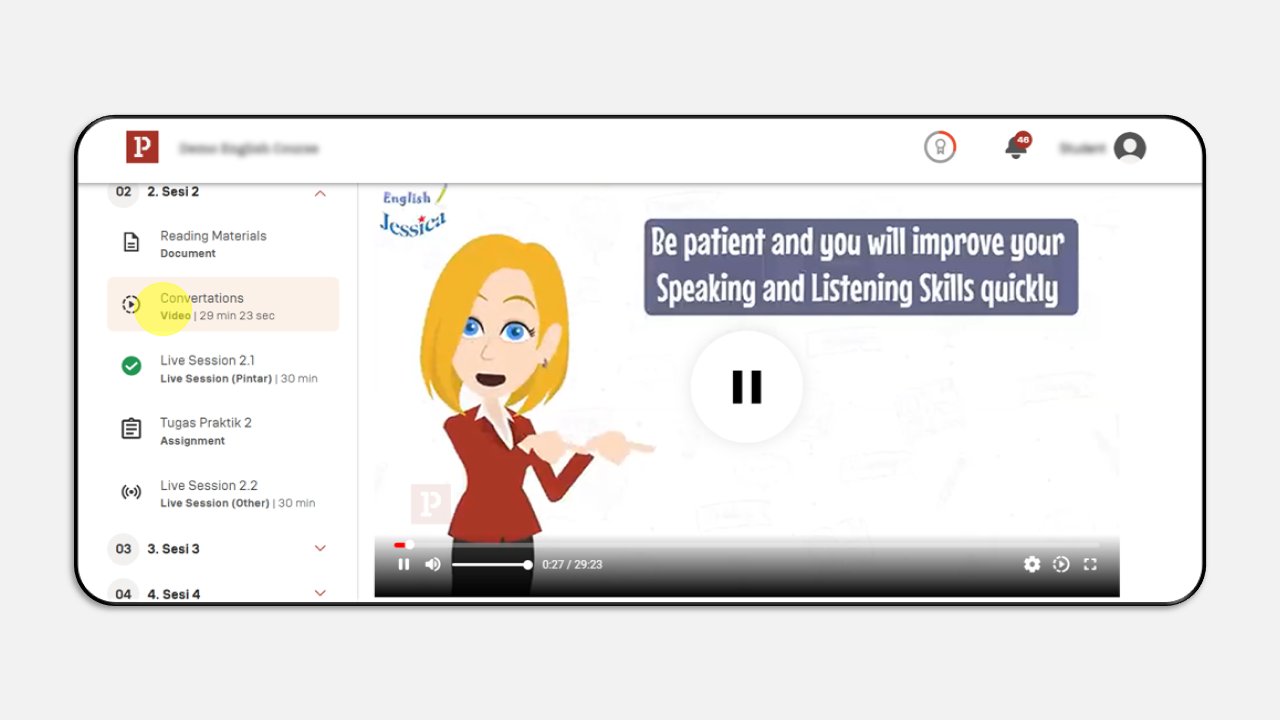 P
46
02 2. Sesi 2
Reading Materials
Document
Convertations
Video | 29 min 23 sec
Live Session 2.1
Live Session (Pintar) | 30 min
Tugas Praktik 2
Assignment
Live Session 2.2
Live Session (Other) | 30 min
03 3. Sesi 3
04 4. Sesi 4
English
Jessica
Be patient and you will improve your
Speaking and Listening Skills quickly
P
0:27 / 29:23